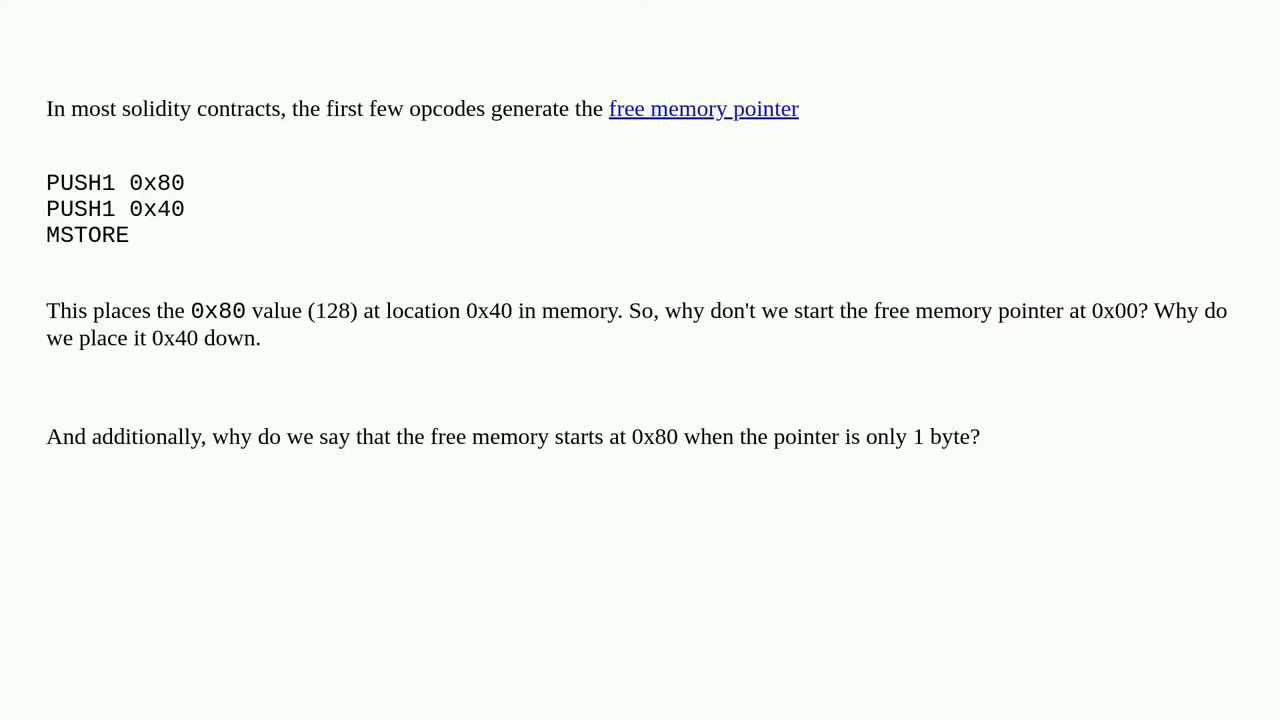 In most solidity contracts, the first few opcodes generate the free memory pointer
PUSH1 0x80
PUSH1 0x40
MSTORE
This places the 0x80 value (128) at location 0x40 in memory. So, why don't we start the free memory pointer at 0x00? Why do
we place it 0x40 down.
And additionally, why do we say that the free memory starts at 0x80 when the pointer is only 1 byte?